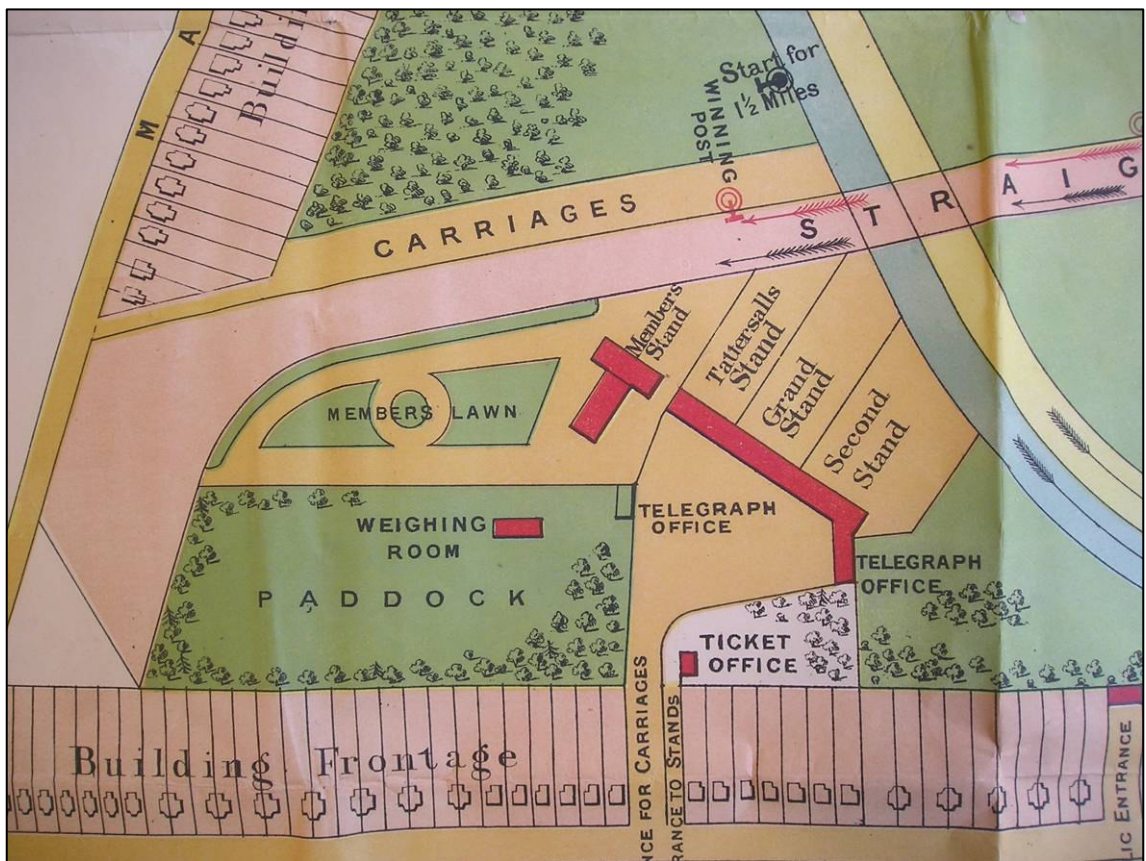 M A
Buildi
Start for
1½ Miles
WINNING
POST
CARRIAGES
STRAIG
Members
Stand
Tattersalls
Stand
Grand
Stand
Second
Stand
MEMBERS LAWN
WEIGHING
ROOM
TELEGRAPH
OFFICE
PADDOCK
TELEGRAPH
OFFICE
TICKET
OFFICE
Building Frontage
NCE FOR CARRIAGES
RANCE TO STANDS
LIC ENTRANCE